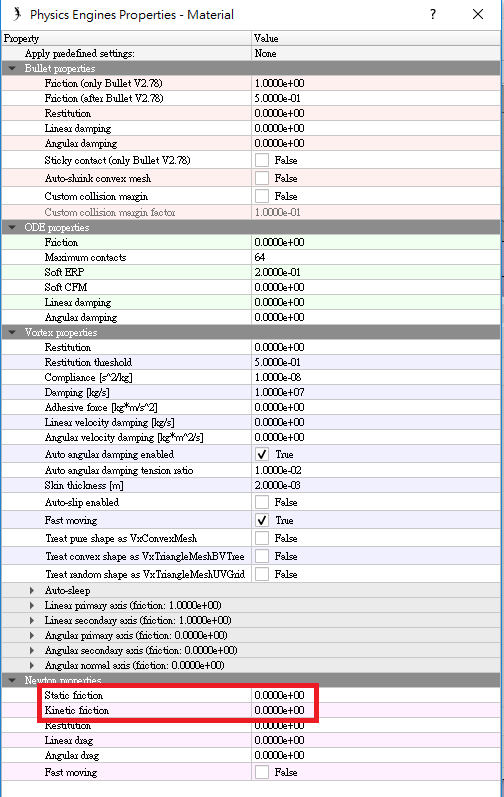 Physics Engines Properties - Material ?
Property Value
Apply predefined settings: None
Bullet properties
Friction (only Bullet V2.78) 1.0000e+00
Friction (after Bullet V2.78) 5.0000e-01
Restitution 0.0000e+00
Linear damping 0.0000e+00
Angular damping 0.0000e+00
Sticky contact (only Bullet V2.78) False
Auto-shrink convex mesh False
Custom collision margin False
Custom collision margin factor 1.0000e-01
ODE properties
Friction 0.0000e+00
Maximum contacts 64
Soft ERP 2.0000e-01
Soft CFM 0.0000e+00
Linear damping 0.0000e+00
Angular damping 0.0000e+00
Vortex properties
Restitution 0.0000e+00
Restitution threshold 5.0000e-01
Compliance [s^2/kg] 1.0000e-08
Damping [kg/s] 1.0000e+07
Adhesive force [kg*m/s^2] 0.0000e+00
Linear velocity damping [kg/s] 0.0000e+00
Angular velocity damping [kg*m^2/s] 0.0000e+00
Auto angular damping enabled True
Auto angular damping tension ratio 1.0000e-02
Skin thickness [m] 2.0000e-03
Auto-slip enabled False
Fast moving True
Treat pure shape as VxConvexMesh False
Treat convex shape as VxTriangleMeshBVTree False
Treat random shape as VxTriangleMeshUVGrid False
Auto-sleep
Linear primary axis (friction: 1.0000e+00)
Linear secondary axis (friction: 1.0000e+00)
Angular primary axis (friction: 0.0000e+00)
Angular secondary axis (friction: 0.0000e+00)
Angular normal axis (friction: 0.0000e+00)
Newton properties
Static friction 0.0000e+00
Kinetic friction 0.0000e+00
Restitution 0.0000e+00
Linear drag 0.0000e+00
Angular drag 0.0000e+00
Fast moving False